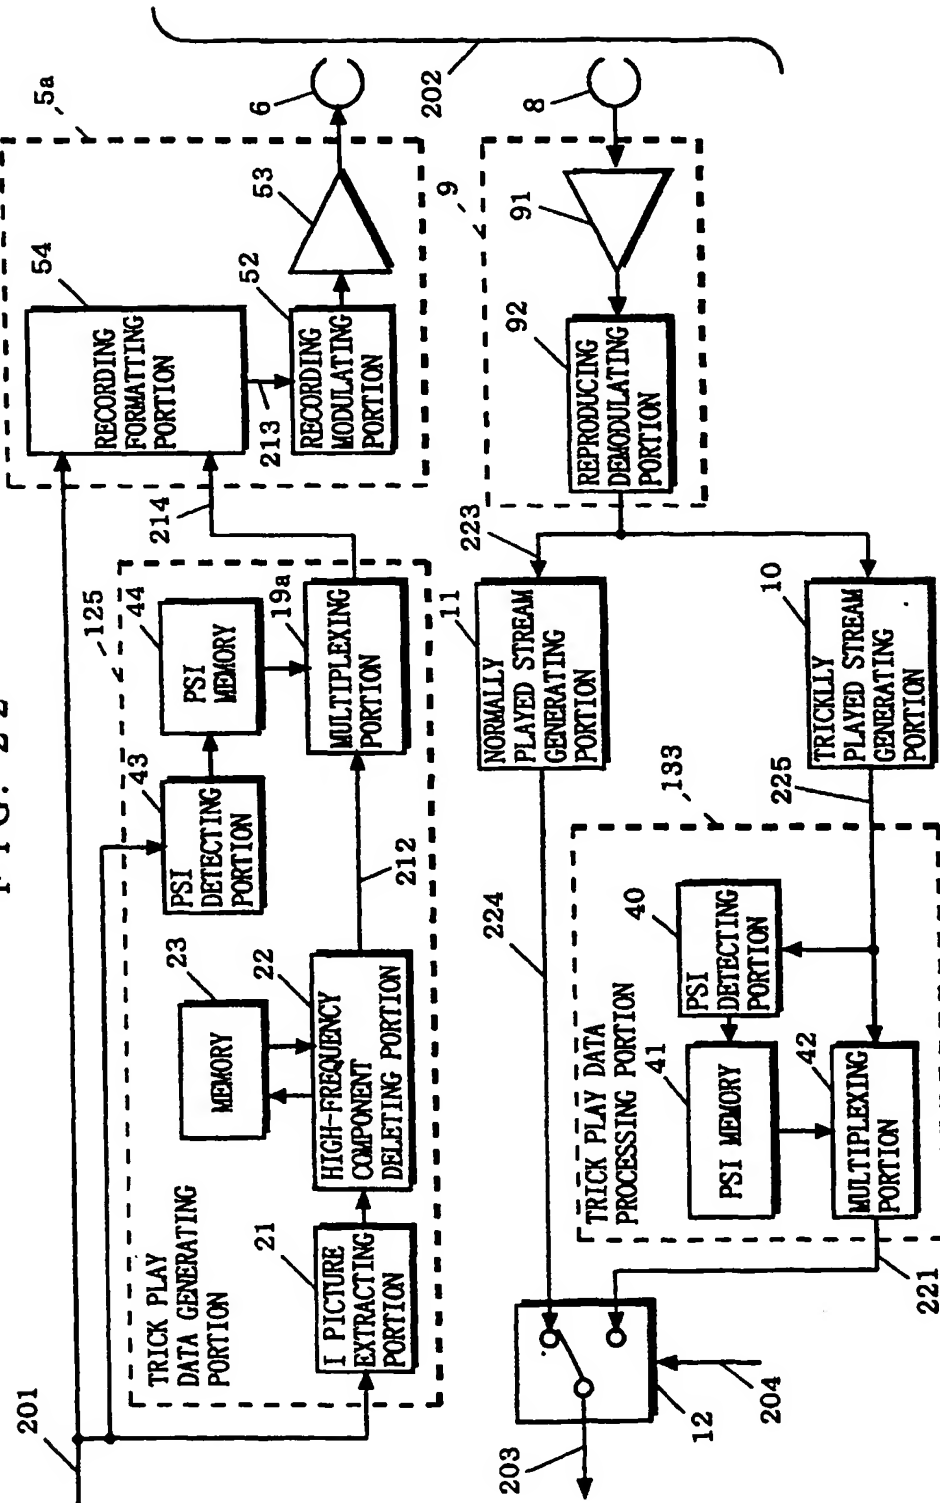 FIG. 22
201
TRICK PLAY
DATA GENERATING
PORTION
125
21
I PICTURE
EXTRACTING
PORTION
23
MEMORY
22
HIGH-FREQUENCY
COMPONENT
DELETING PORTION
212
43
PSI
DETECTING
PORTION
44
PSI
MEMORY
19a
MULTIPLEXING
PORTION
214
5a
54
RECORDING
FORMATTING
PORTION
213
52
RECORDING
MODULATING
PORTION
53
6
202
8
9
91
92
REPRODUCING
DEMODULATING
PORTION
223
11
NORMALLY
PLAYED STREAM
GENERATING
PORTION
10
TRICKLLY
PLAYED STREAM
GENERATING
PORTION
225
224
133
TRICK PLAY DATA
PROCESSING PORTION
40
PSI
DETECTING
PORTION
41
PSI MEMORY
42
MULTIPLEXING
PORTION
221
12
204
203